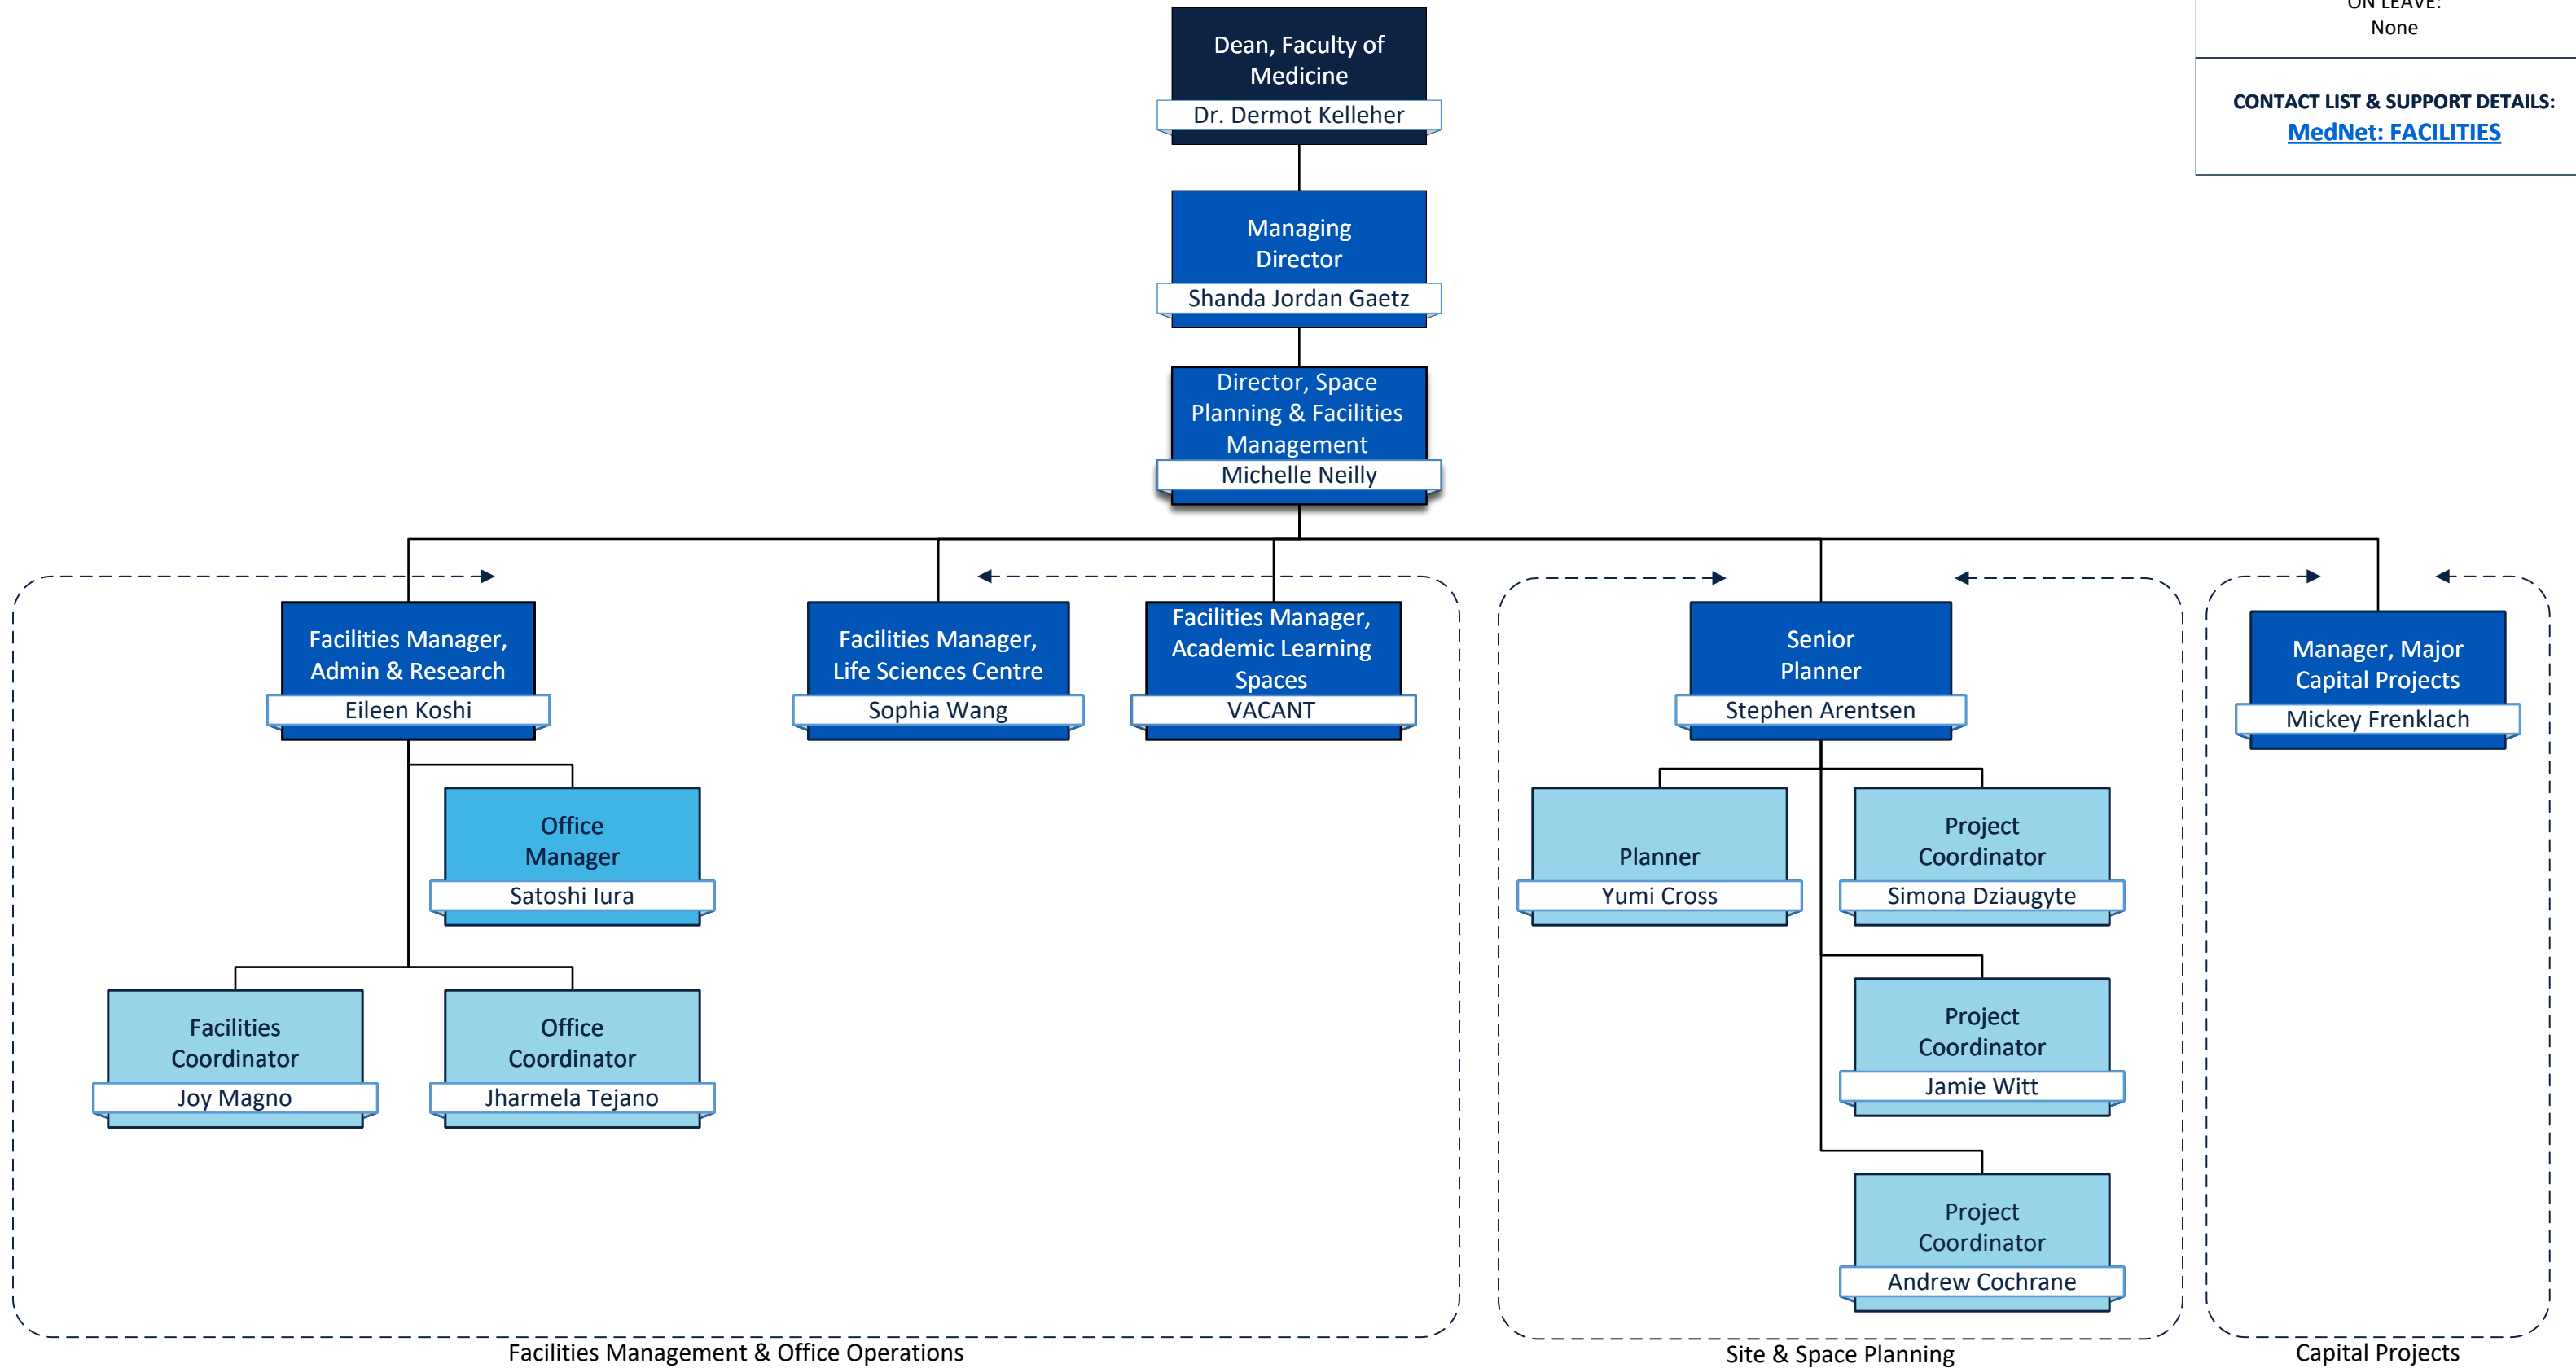 ON LEAVE:
None
CONTACT LIST & SUPPORT DETAILS:
MedNet: FACILITIES
Dean, Faculty of
Medicine
Dr. Dermot Kelleher
Managing
Director
Shanda Jordan Gaetz
Director, Space
Planning & Facilities
Management
Michelle Neilly
Facilities Manager,
Admin & Research
Eileen Koshi
Facilities Manager,
Life Sciences Centre
Sophia Wang
Facilities Manager,
Academic Learning
Spaces
VACANT
Senior
Planner
Stephen Arentsen
Manager, Major
Capital Projects
Mickey Frenklach
Office
Manager
Satoshi Iura
Planner
Yumi Cross
Project
Coordinator
Simona Dziaugyte
Facilities
Coordinator
Joy Magno
Office
Coordinator
Jharmela Tejano
Project
Coordinator
Jamie Witt
Project
Coordinator
Andrew Cochrane
Facilities Management & Office Operations
Site & Space Planning
Capital Projects